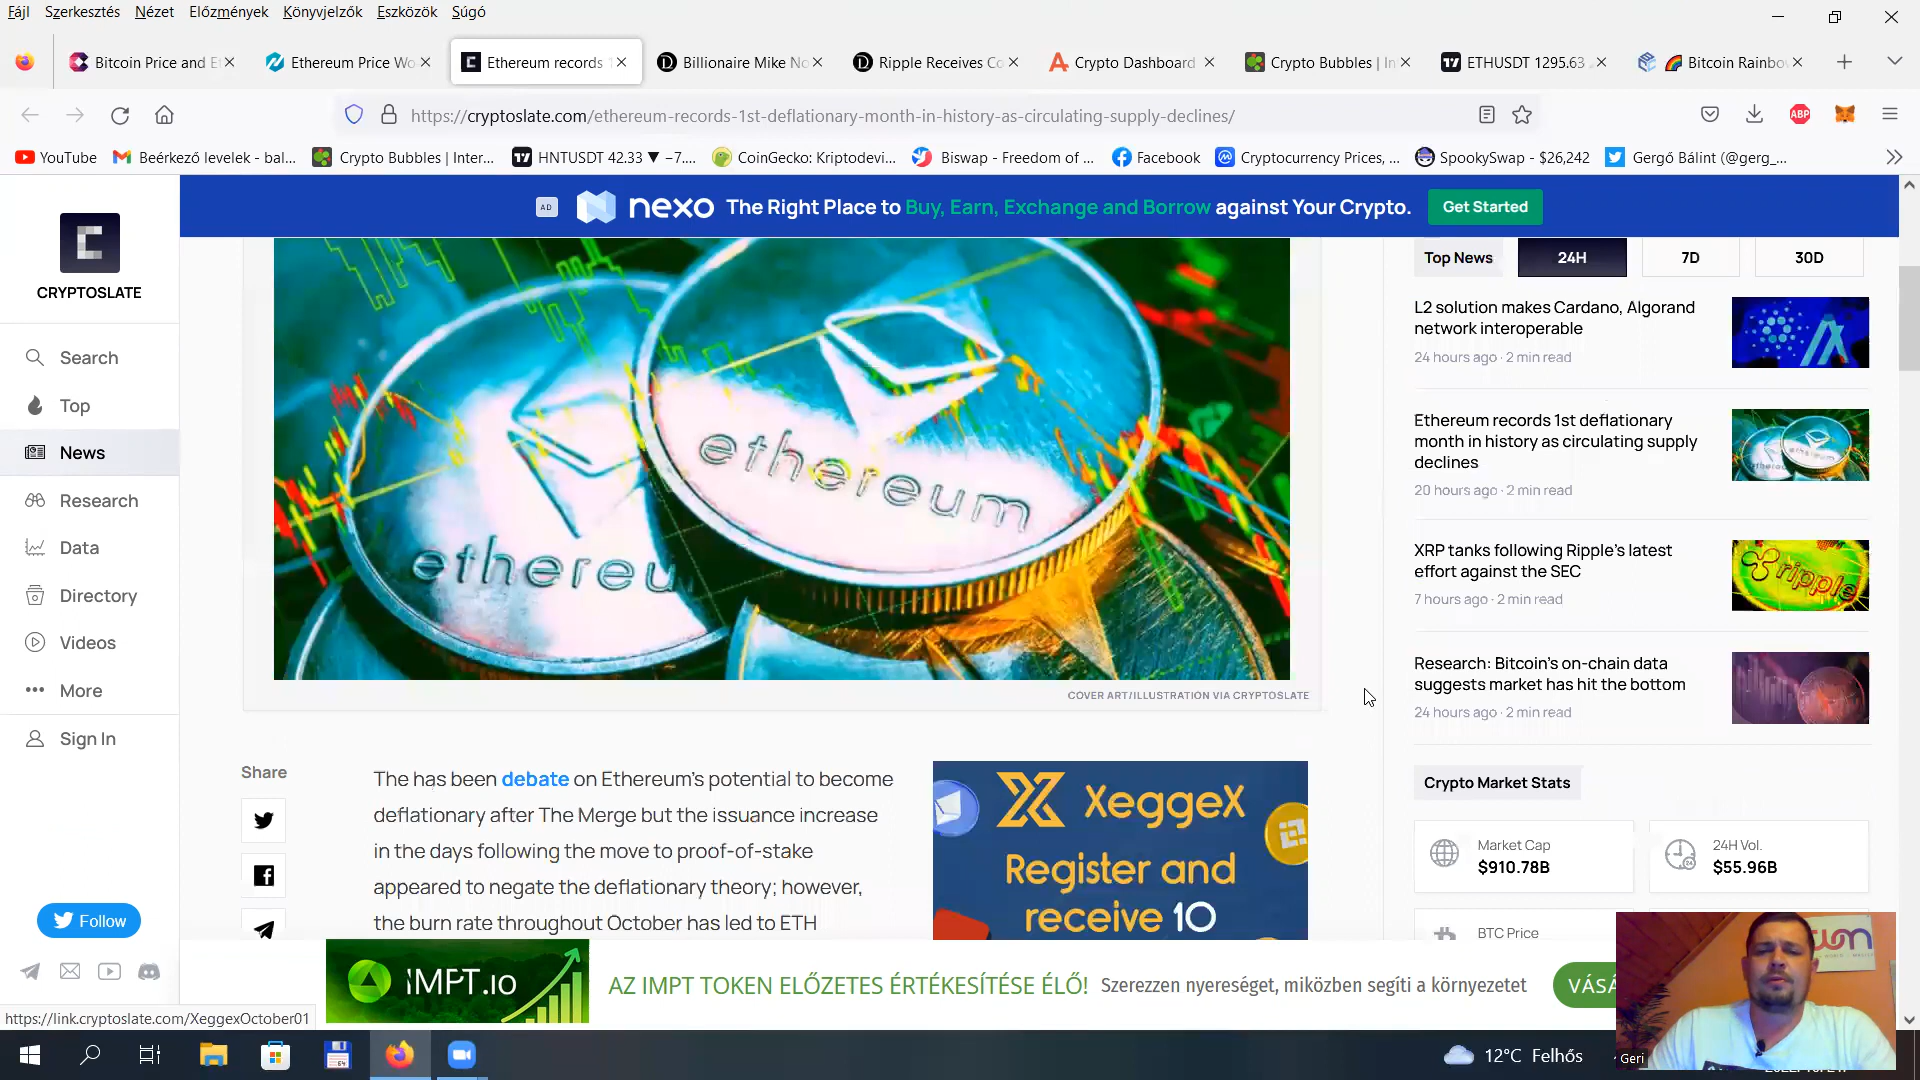 Fájl Szerkesztés Nézet Előzmények Könyvjelzők Eszközök Súgó
Bitcoin Price and E
Ethereum Price Wo
Ethereum records 1
Billionaire Mike No
Ripple Receives Co
Crypto Dashboard
Crypto Bubbles | In
ETHUSDT 1295.63
Bitcoin Rainbo
https://cryptoslate.com/ethereum-records-1st-deflationary-month-in-history-as-circulating-supply-declines/
ABP
YouTube
Beérkező levelek - bal...
Crypto Bubbles | Inter...
HNTUSDT 42.33 ▼ −7....
CoinGecko: Kriptodevi...
Biswap - Freedom of ...
Facebook
Cryptocurrency Prices, ...
SpookySwap - $26,242
Gergő Bálint (@gerg_...
AD nexo The Right Place to Buy, Earn, Exchange and Borrow against Your Crypto. Get Started
CRYPTOSLATE
Search
Top
News
Research
Data
Directory
Videos
More
Sign In
Follow
ethereum
ethereu
COVER ART/ILLUSTRATION VIA CRYPTOSLATE
Share
The has been debate on Ethereum's potential to become
deflationary after The Merge but the issuance increase
in the days following the move to proof-of-stake
appeared to negate the deflationary theory; however,
the burn rate throughout October has led to ETH
XeggeX
Register and
receive 10
Top News 24H 7D 30D
L2 solution makes Cardano, Algorand
network interoperable
24 hours ago · 2 min read
Ethereum records 1st deflationary
month in history as circulating supply
declines
20 hours ago · 2 min read
XRP tanks following Ripple's latest
effort against the SEC
7 hours ago · 2 min read
ripple
Research: Bitcoin's on-chain data
suggests market has hit the bottom
24 hours ago · 2 min read
Crypto Market Stats
Market Cap
$910.78B
24H Vol.
$55.96B
BTC Price
IMPT.io
AZ IMPT TOKEN ELŐZETES ÉRTÉKESÍTÉSE ÉLŐ! Szerezzen nyereséget, miközben segíti a környezetet
VÁSÁ
https://link.cryptoslate.com/XeggexOctober01
12°C Felhős
Geri